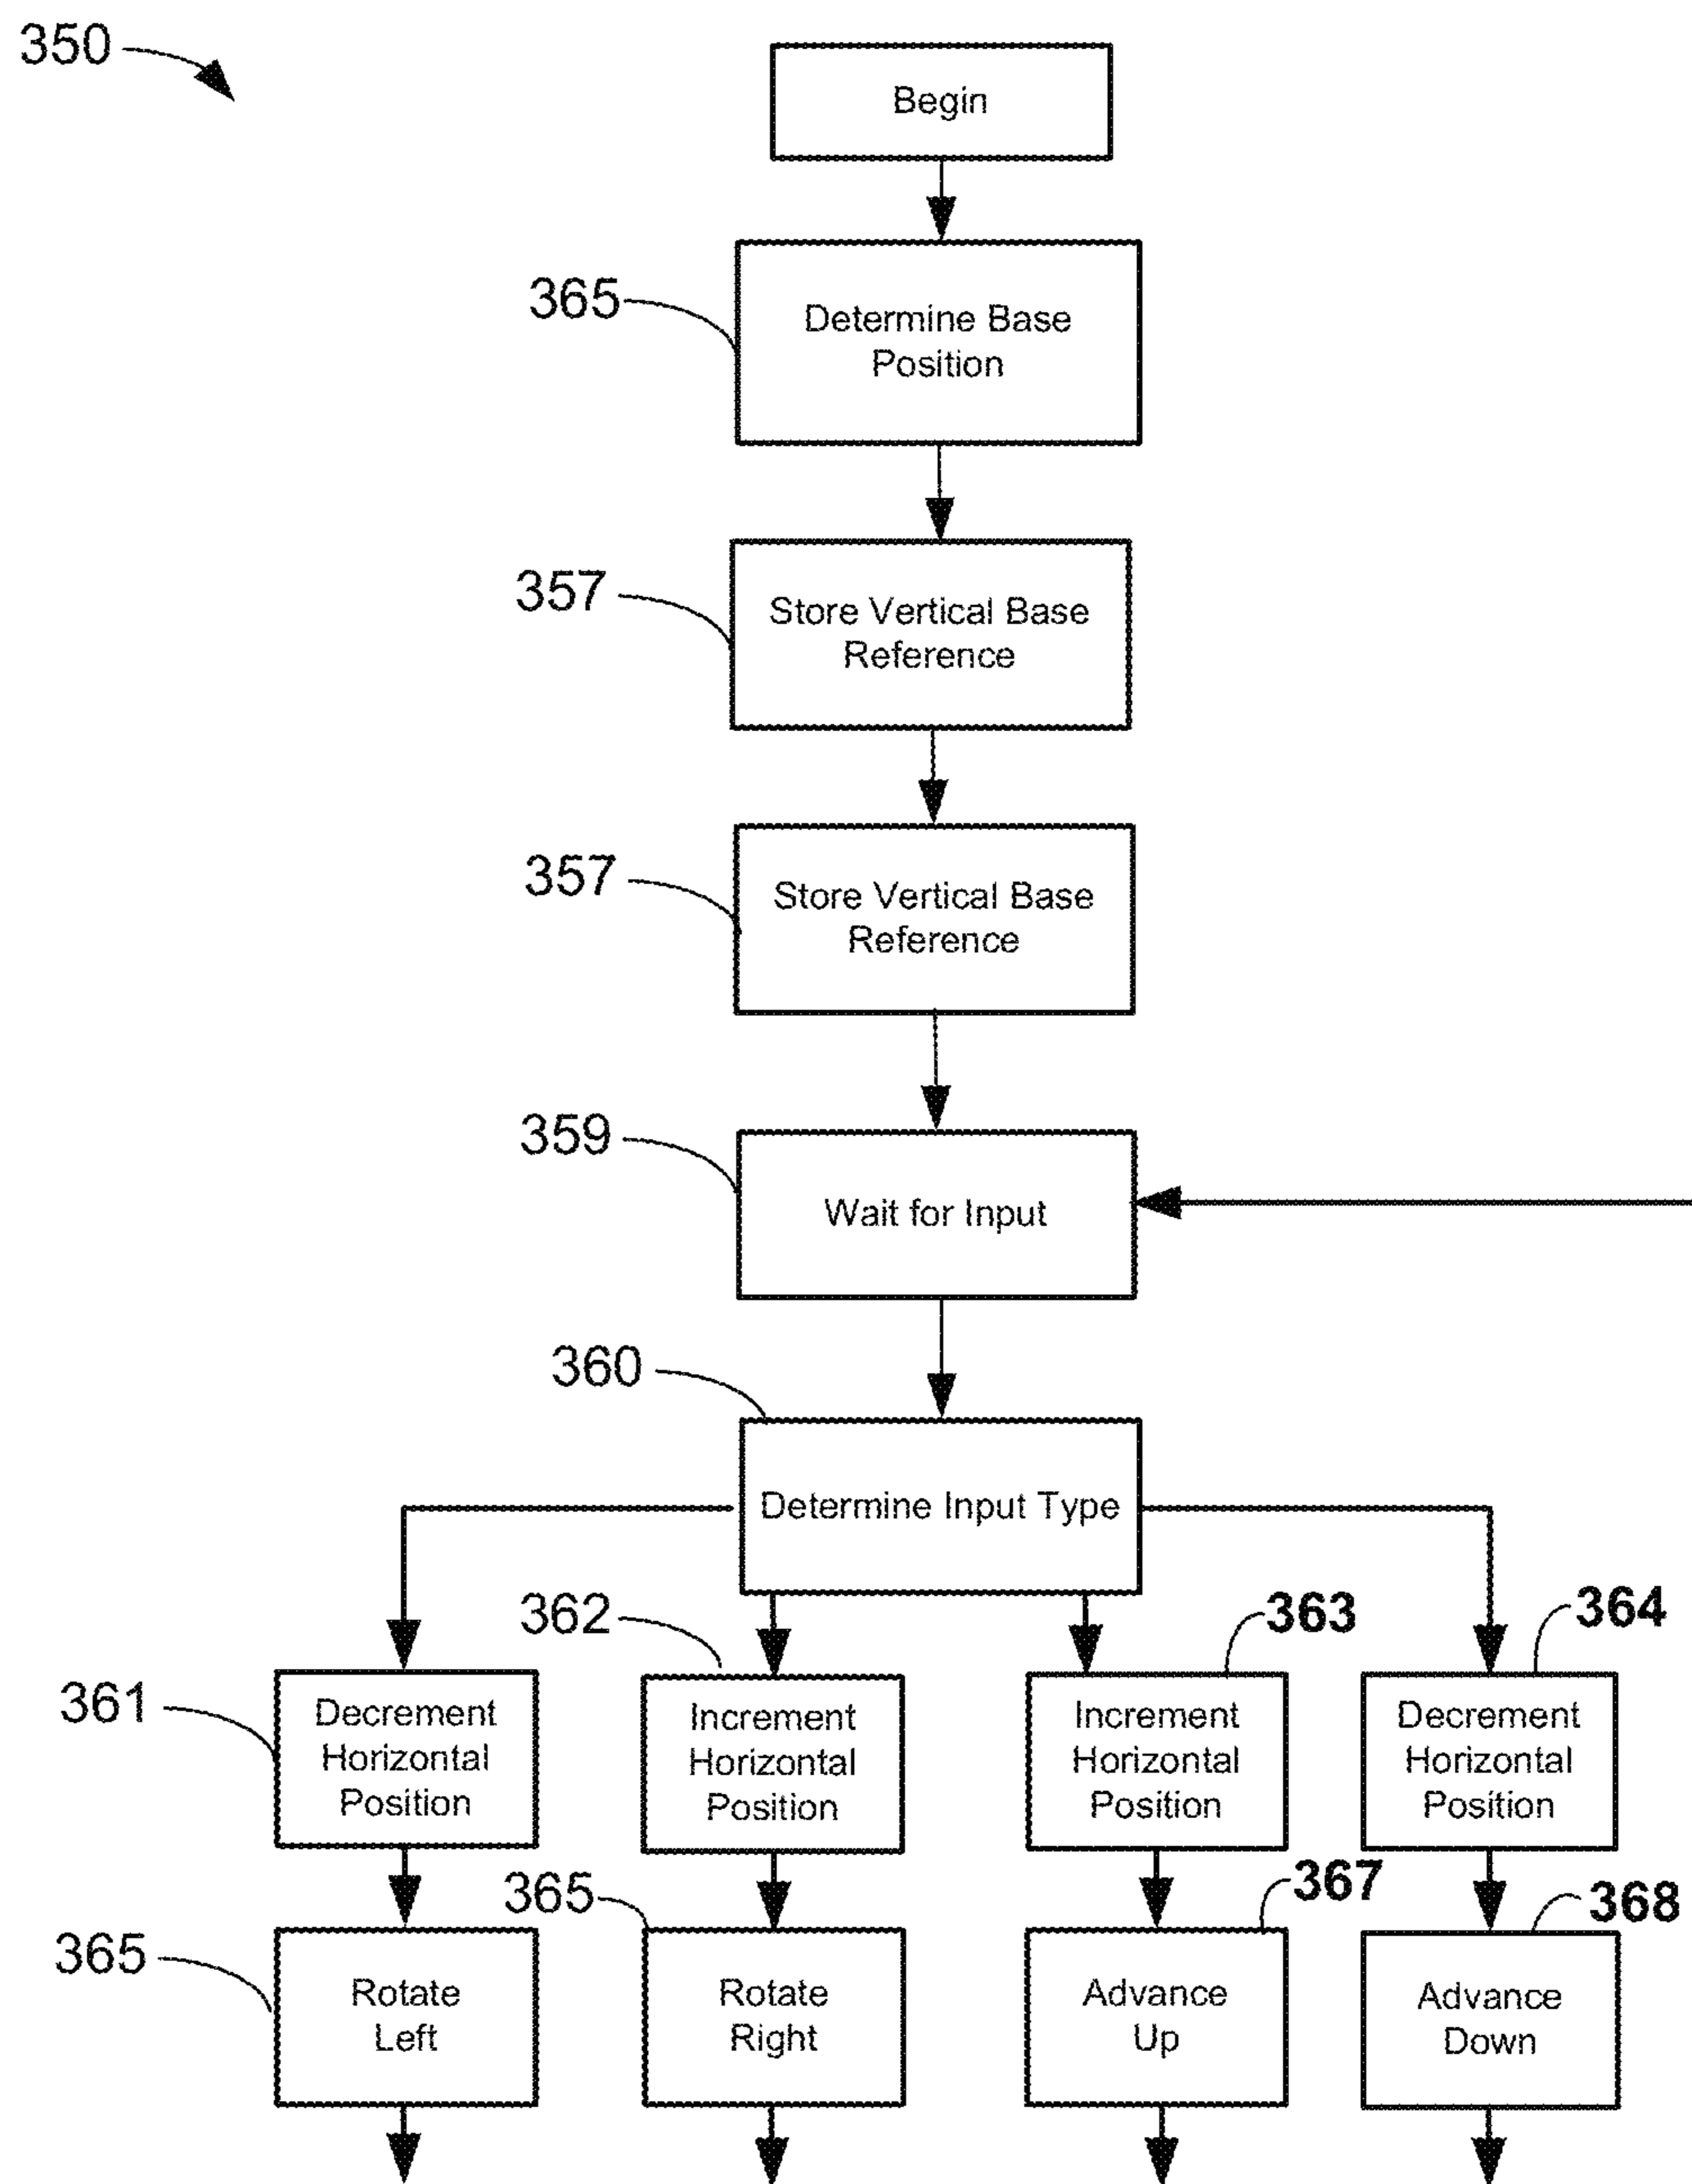 350
Begin
365
Determine Base
Position
357
Store Vertical Base
Reference
357
Store Vertical Base
Reference
359
Wait for Input
360
Determine Input Type
361
Decrement
Horizontal
Position
362
Increment
Horizontal
Position
363
Increment
Horizontal
Position
364
Decrement
Horizontal
Position
365
Rotate
Left
365
Rotate
Right
367
Advance
Up
368
Advance
Down